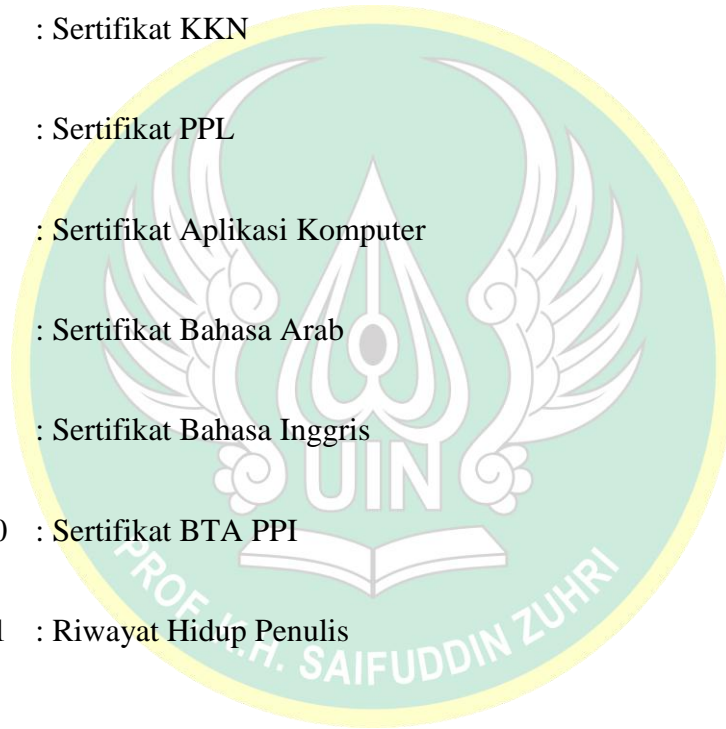 : Sertifikat KKN
: Sertifikat PPL
: Sertifikat Aplikasi Komputer
: Sertifikat Bahasa Arab
: Sertifikat Bahasa Inggris
UIN
0 : Sertifikat BTA PPI
1 : Riwayat Hidup Penulis
PROF. K.H. SAIFUDDIN ZUHRI